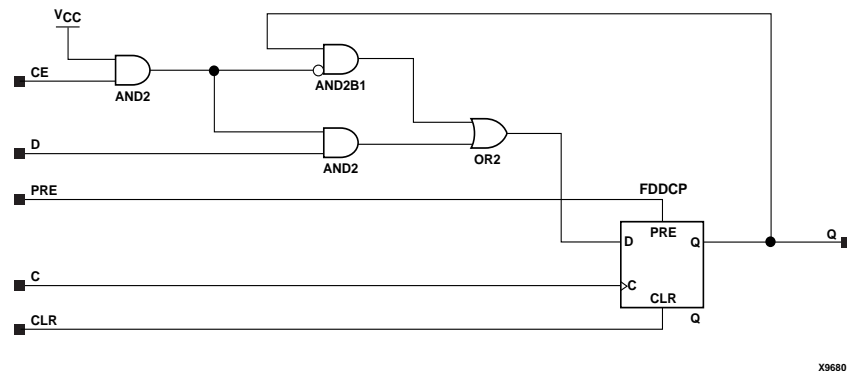 VCC
CE
AND2
AND2B1
D
AND2
OR2
PRE
FDDCP
D
PRE
Q
Q
C
C
CLR
CLR
Q
X9680